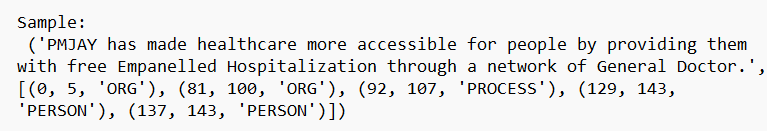 Sample:
('PMJAY has made healthcare more accessible for people by providing them
with free Empanelled Hospitalization through a network of General Doctor.',
[(0, 5, 'ORG'), (81, 100, 'ORG'), (92, 107, 'PROCESS'), (129, 143,
'PERSON'), (137, 143, 'PERSON')])